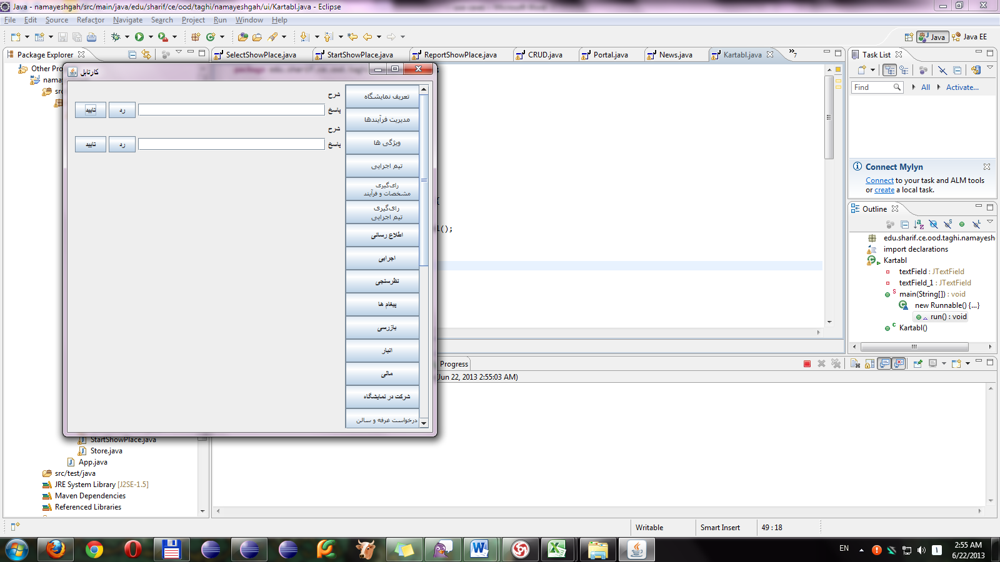 Java - namayeshgah/src/main/java/edu/sharif/ce/ood/taghi/namayeshgah/ui/Kartabl.java - Eclipse
File Edit Source Refactor Navigate Search Project Run Window Help
Java
Java EE
Package Explorer
SelectShowPlace.java
StartShowPlace.java
ReportShowPlace.java
CRUD.java
Portal.java
News.java
Kartabl.java
»7
Task List
Find
All
Activate...
Other Pro
nama
src
کارتابل
شرح
پاسخ
رد
تایید
شرح
پاسخ
رد
تایید
تعریف نمایشگاه
مدیریت فرآیندها
ویژگی ها
تیم اجرایی
رای‌گیری
مشخصات و فرآیند
رای‌گیری
تیم اجرایی
اطلاع رسانی
اجرایی
نظرسنجی
پیغام ها
بازرسی
انبار
مالی
شرکت در نمایشگاه
درخواست غرفه و سالن
{
();
Connect Mylyn
Connect to your task and ALM tools
or create a local task.
Outline
edu.sharif.ce.ood.taghi.namayesh
import declarations
Kartabl
textField : JTextField
textField_1 : JTextField
main(String[]) : void
new Runnable() {...}
run() : void
Kartabl()
Progress
(Jun 22, 2013 2:55:03 AM)
StartShowPlace.java
Store.java
App.java
src/test/java
JRE System Library [J2SE-1.5]
Maven Dependencies
Referenced Libraries
Writable
Smart Insert
49 : 18
EN
2:55 AM
6/22/2013